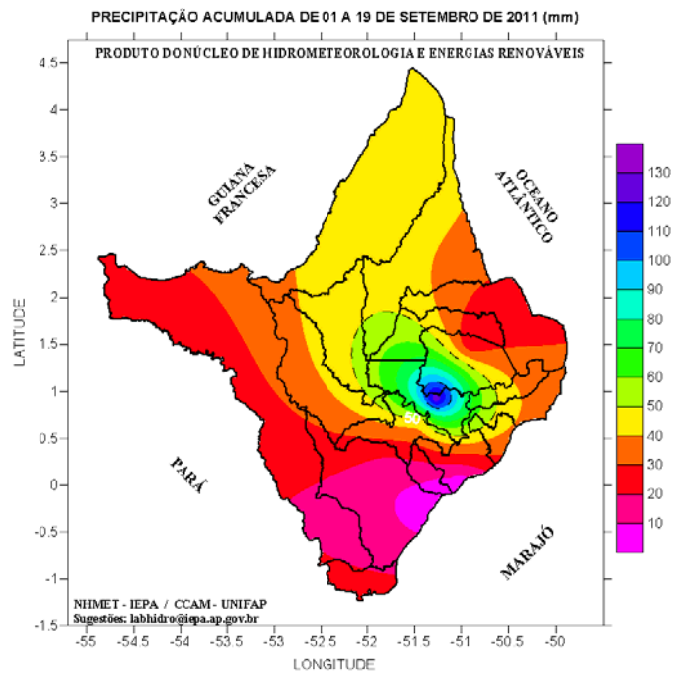 PRECIPITAÇÃO ACUMULADA DE 01 A 19 DE SETEMBRO DE 2011 (mm)
PRODUTO DO NÚCLEO DE HIDROMETEOROLOGIA E ENERGIAS RENOVÁVEIS
4.5
4
3.5
3
2.5
2
1.5
1
0.5
0
-0.5
-1
-1.5
LATITUDE
GUIANA
FRANCESA
OCEANO
ATLÂNTICO
50
PARÁ
MARAJÓ
130
120
110
100
90
80
70
60
50
40
30
20
10
NHMET - IEPA / CCAM - UNIFAP
Sugestões: labhidro@iepa.ap.gov.br
-55 -54.5 -54 -53.5 -53 -52.5 -52 -51.5 -51 -50.5 -50
LONGITUDE